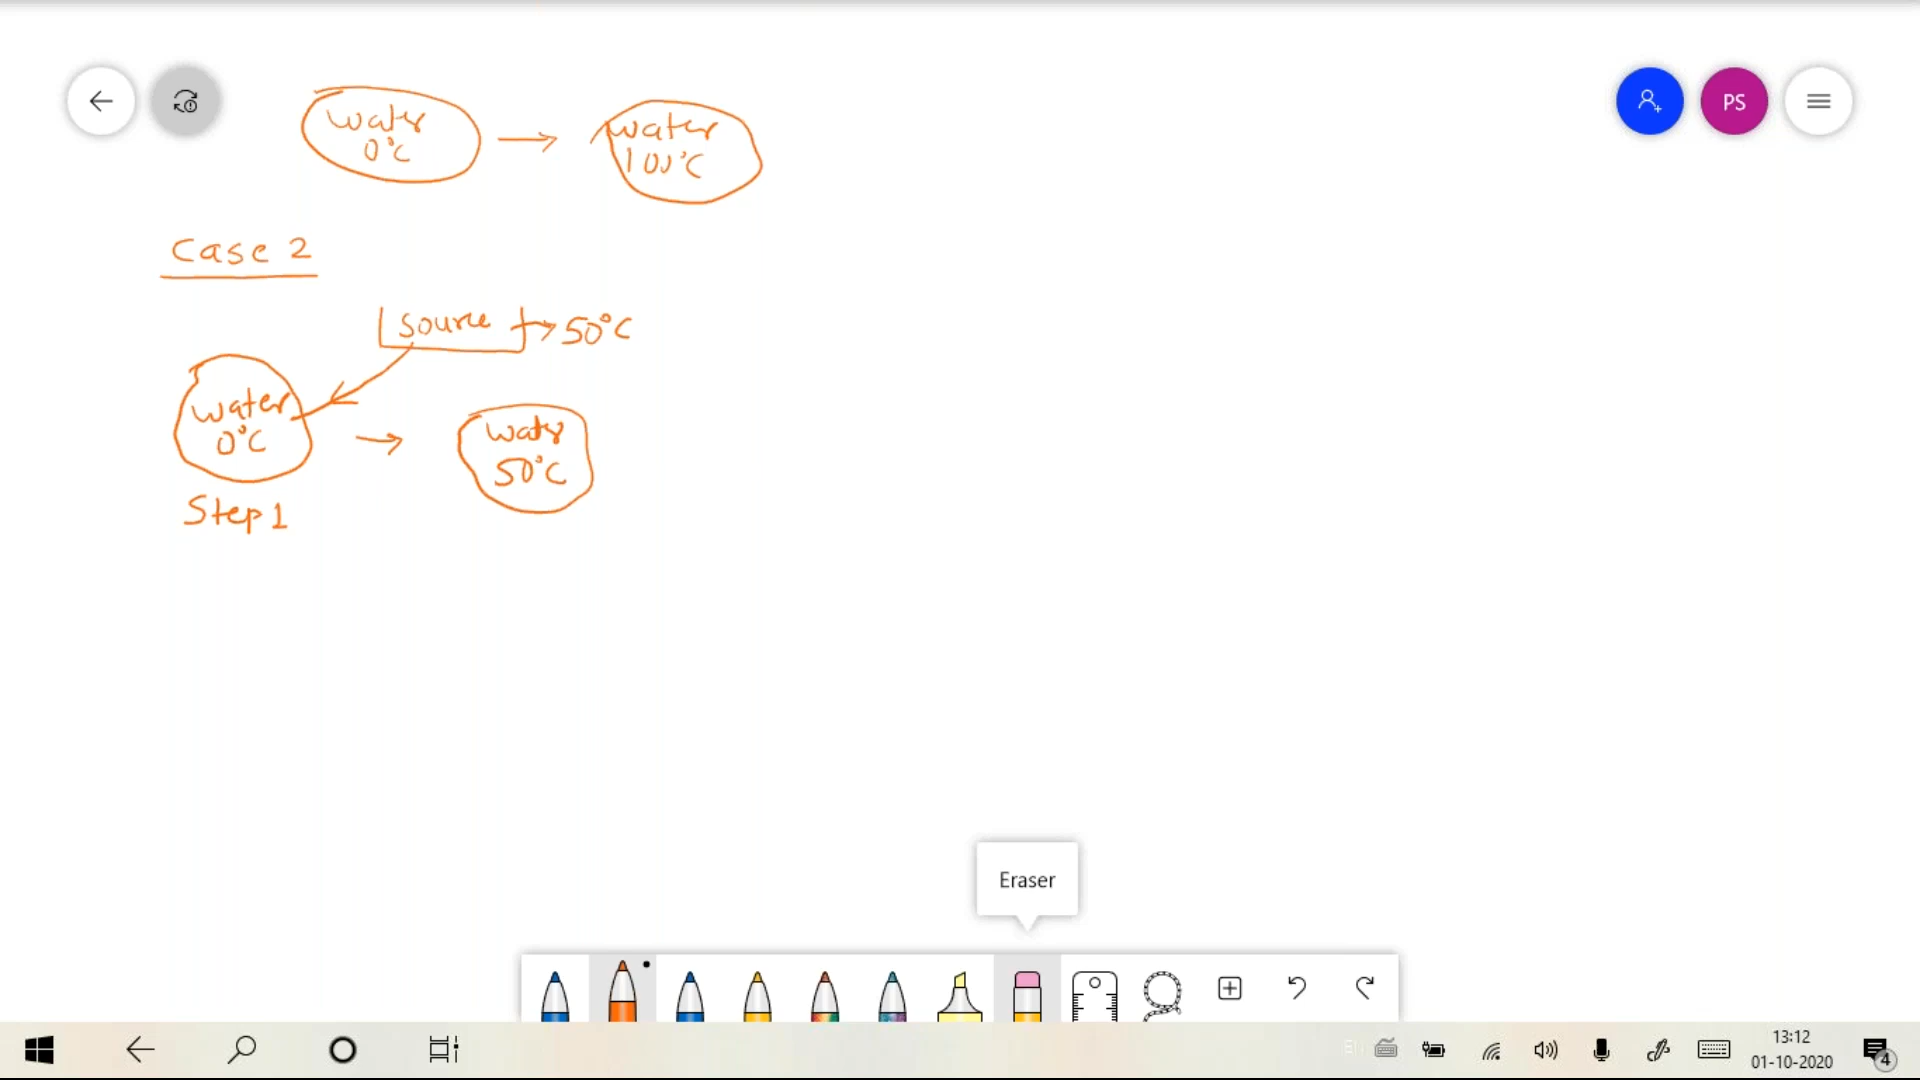 water
0°C
→
water
100°C
PS
Case 2
Source → 50°C
water
0°C
→
water
50°C
Step 1
Eraser
13:12
01-10-2020
4